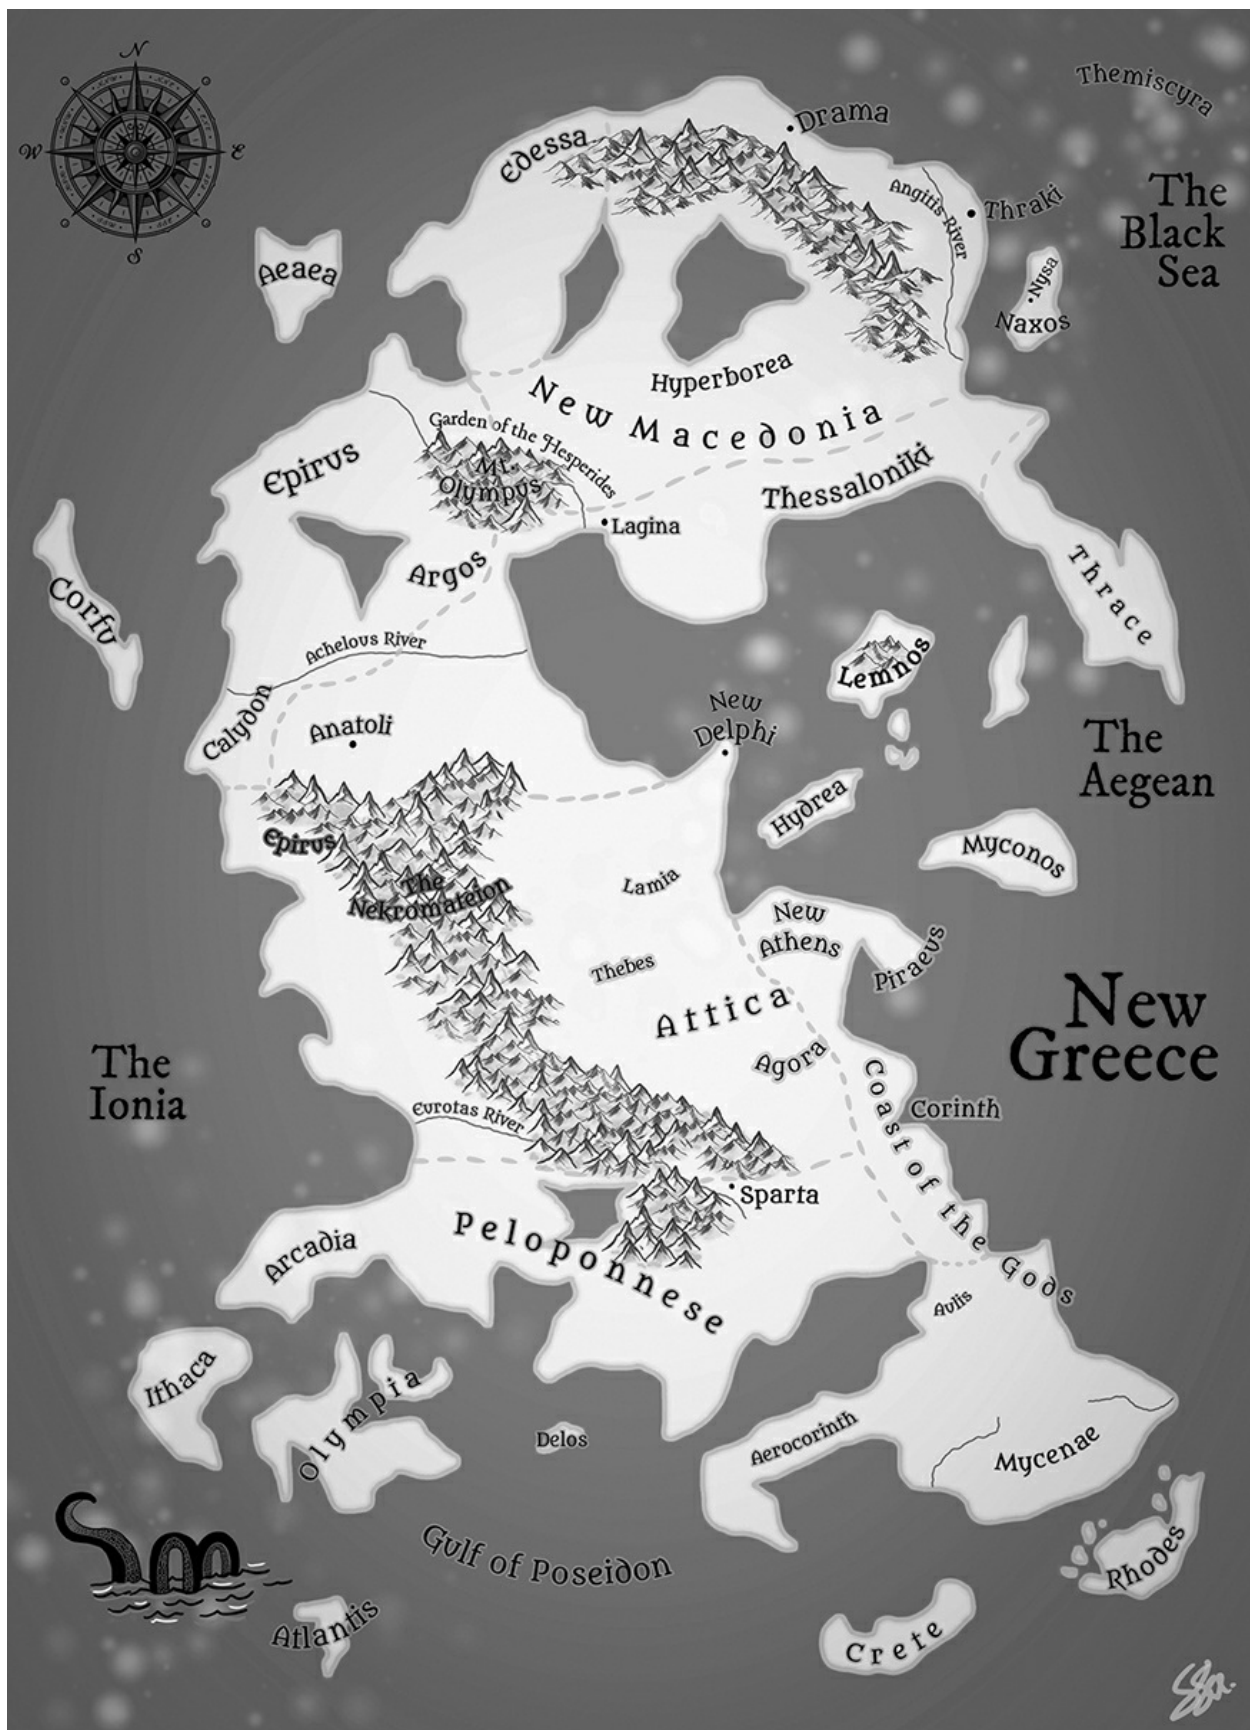 N
W
E
S
Themiscyra
Drama
Edessa
Angitis River
Thraki
The
Black
Sea
Aeaea
Nysa
Naxos
Hyperborea
New Macedonia
Garden of the Hesperides
Epirus
Mt.
Olympus
Thessaloniki
Lagina
Argos
Corfu
Thrace
Achelous River
Lemnos
Calydon
Anatoli
New
Delphi
The
Aegean
Hydrea
Epirus
Myconos
The
Nekromateion
Lamia
New
Athens
Piraeus
Thebes
Attica
New
Greece
Agora
The
Ionia
Coast of the Gods
Corinth
Eurotas River
Sparta
Peloponnese
Arcadia
Aulis
Ithaca
Olympia
Delos
Aerocorinth
Mycenae
Gulf of Poseidon
Rhodes
Atlantis
Crete